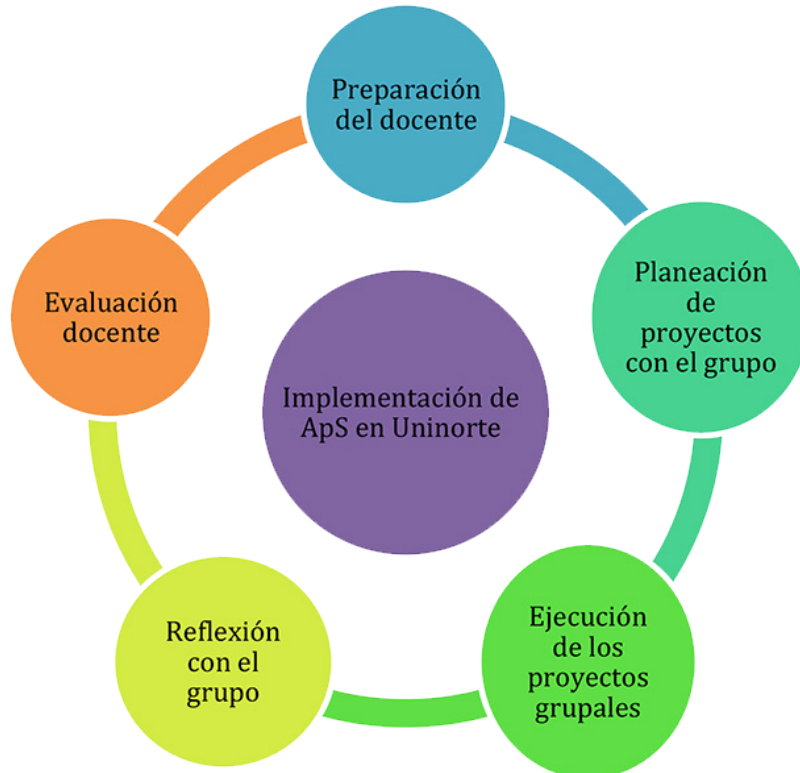 Preparación
del docente
Planeación
de
proyectos
con el grupo
Ejecución
de los
proyectos
grupales
Reflexión
con el
grupo
Evaluación
docente
Implementación de
ApS en Uninorte